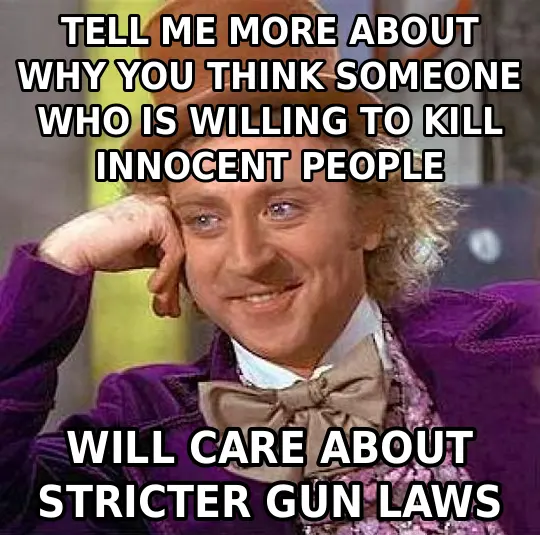 TELL ME MORE ABOUT
WHY YOU THINK SOMEONE
WHO IS WILLING TO KILL
INNOCENT PEOPLE
WILL CARE ABOUT
STRICTER GUN LAWS